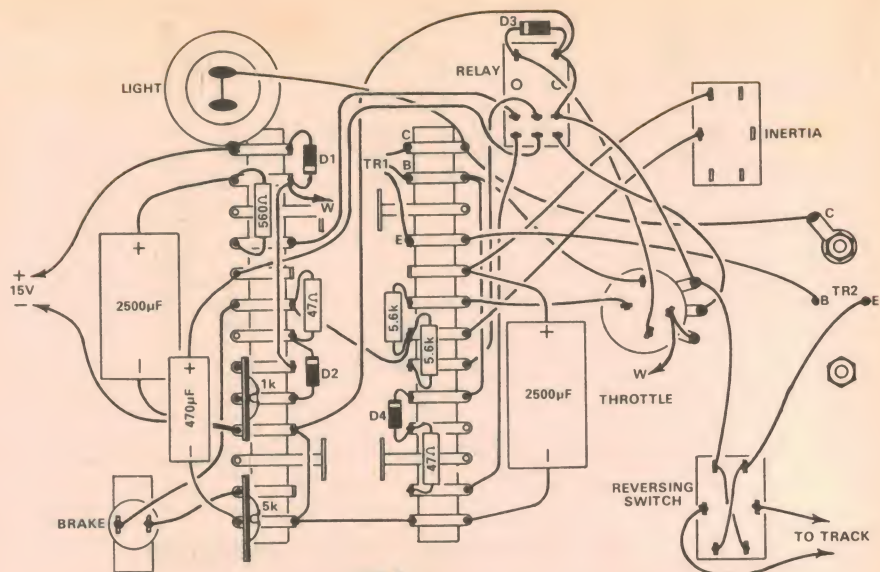 D3
RELAY
O
C
LIGHT
INERTIA
D1
C
TR1
B
W
560Ω
C
E
+
15V
−
+
2500µF
−
47Ω
5.6k
5.6k
+
2500µF
−
B
TR2
E
W
THROTTLE
+
470µF
−
1k
D2
D4
47Ω
5k
BRAKE
REVERSING
SWITCH
TO TRACK